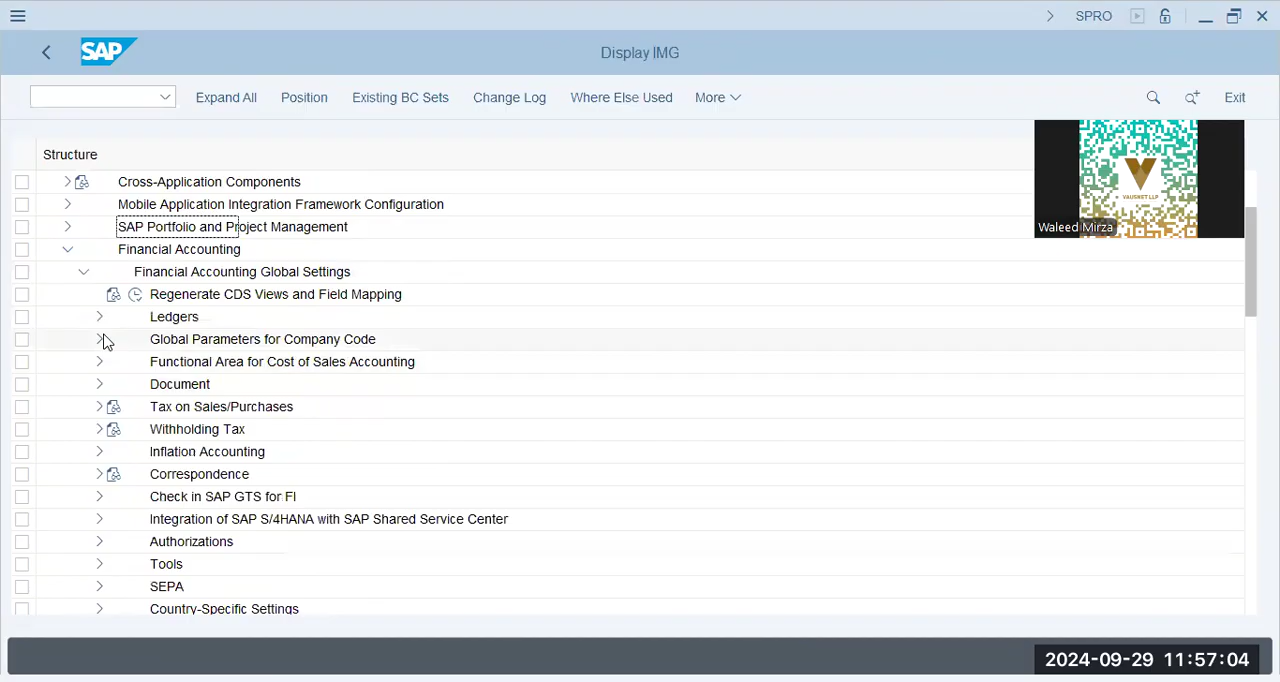 SPRO
SAP
Display IMG
Expand All
Position
Existing BC Sets
Change Log
Where Else Used
More
Exit
Structure
Cross-Application Components
Mobile Application Integration Framework Configuration
SAP Portfolio and Project Management
Financial Accounting
Financial Accounting Global Settings
Regenerate CDS Views and Field Mapping
Ledgers
Global Parameters for Company Code
Functional Area for Cost of Sales Accounting
Document
Tax on Sales/Purchases
Withholding Tax
Inflation Accounting
Correspondence
Check in SAP GTS for FI
Integration of SAP S/4HANA with SAP Shared Service Center
Authorizations
Tools
SEPA
Country-Specific Settings
VAUSNET LLP
Waleed Mirza
2024-09-29 11:57:04